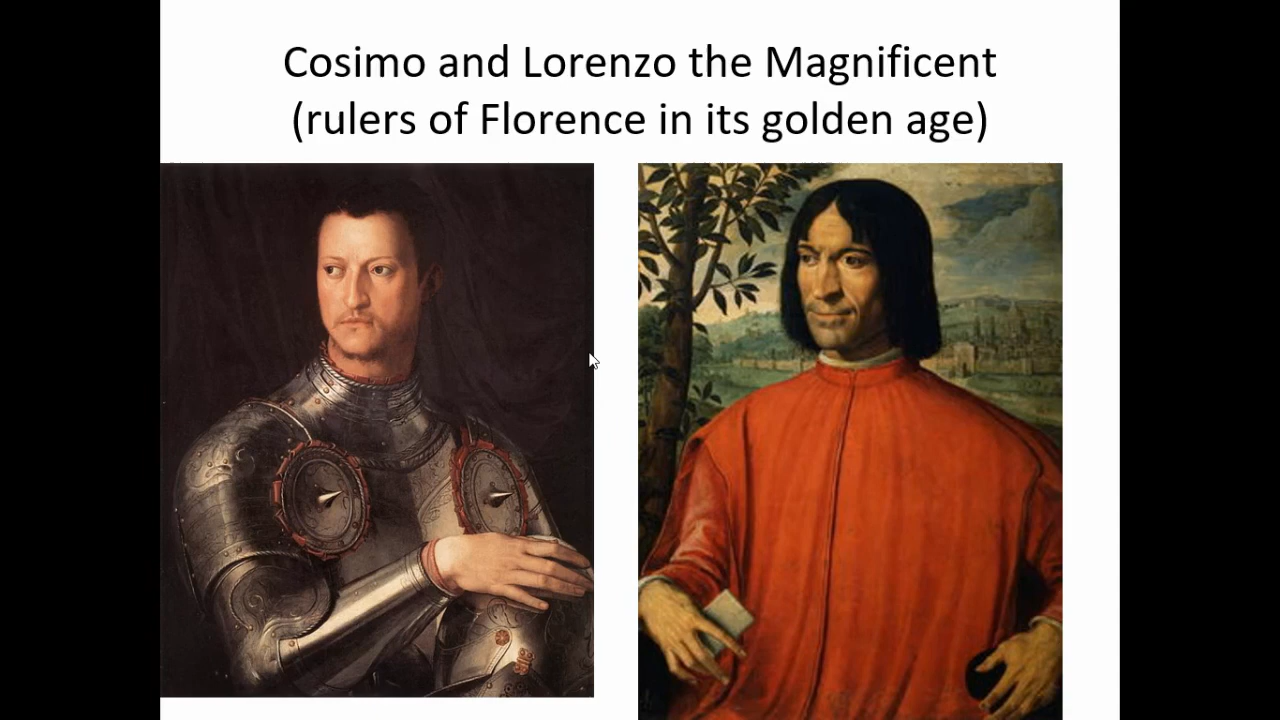 Cosimo and Lorenzo the Magnificent
(rulers of Florence in its golden age)